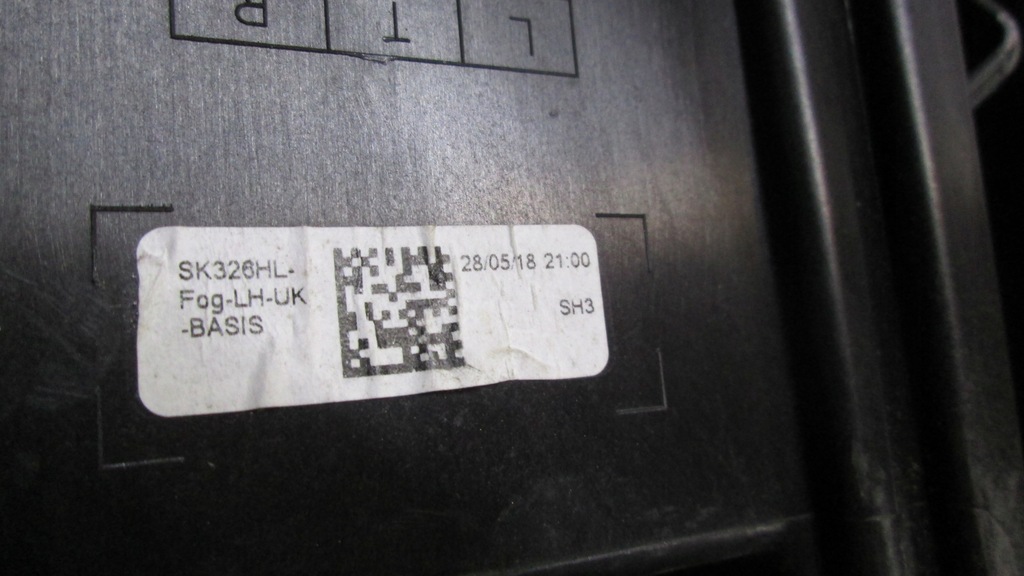 R T L
SK326HL-
Fog-LH-UK
-BASIS
28/05/18 21:00
SH3